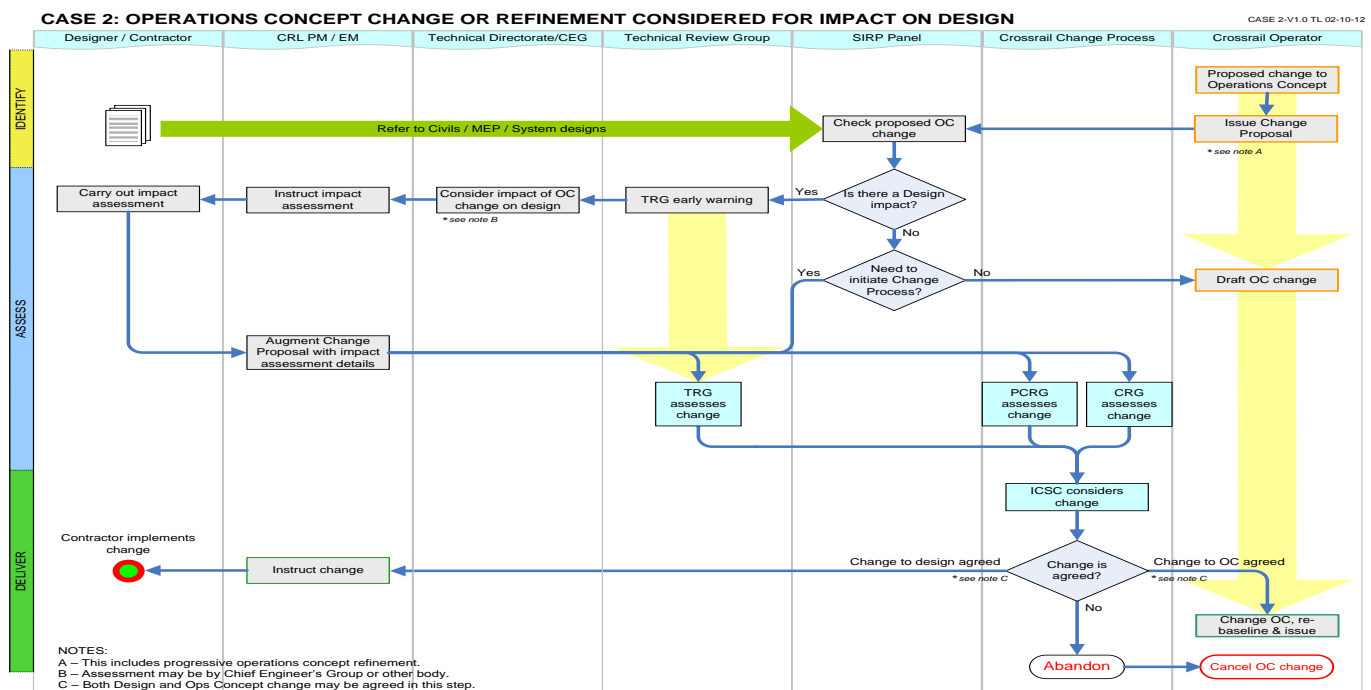 CASE 2: OPERATIONS CONCEPT CHANGE OR REFINEMENT CONSIDERED FOR IMPACT ON DESIGN
CASE 2-V1.0 TL 02-10-12
Designer / Contractor
CRL PM / EM
Technical Directorate/CEG
Technical Review Group
SIRP Panel
Crossrail Change Process
Crossrail Operator
IDENTIFY
Proposed change to
Operations Concept
Refer to Civils / MEP / System designs
Check proposed OC
change
Issue Change
Proposal
* see note A
ASSESS
Carry out impact
assessment
Instruct impact
assessment
Consider impact of OC
change on design
* see note B
TRG early warning
Yes
Is there a Design
impact?
No
Yes
Need to
initiate Change
Process?
No
Draft OC change
Augment Change
Proposal with impact
assessment details
TRG
assesses
change
PCRG
assesses
change
CRG
assesses
change
DELIVER
ICSC considers
change
Contractor implements
change
Instruct change
Change to design agreed
* see note C
Change is
agreed?
Change to OC agreed
* see note C
No
Change OC, re-
baseline & issue
Abandon
Cancel OC change
NOTES:
A – This includes progressive operations concept refinement.
B – Assessment may be by Chief Engineer's Group or other body.
C – Both Design and Ops Concept change may be agreed in this step.